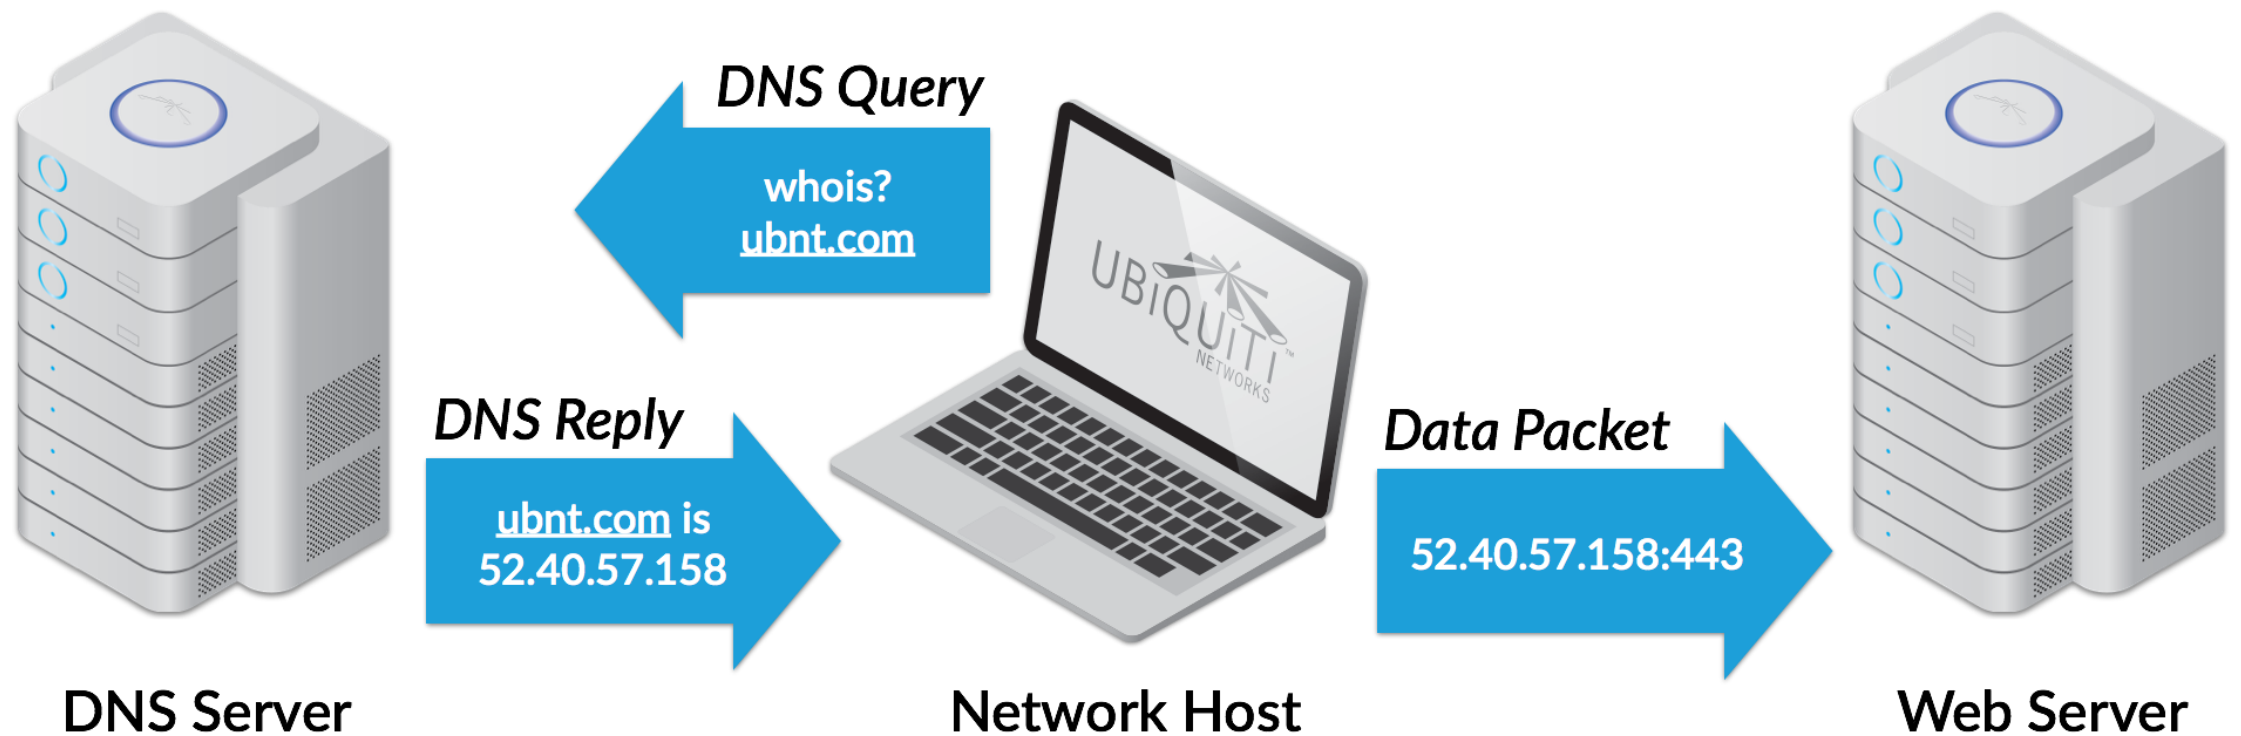 DNS Query
whois?
ubnt.com
UBiQUiTi™
NETWORKS
DNS Reply
ubnt.com is
52.40.57.158
Data Packet
52.40.57.158:443
DNS Server
Network Host
Web Server